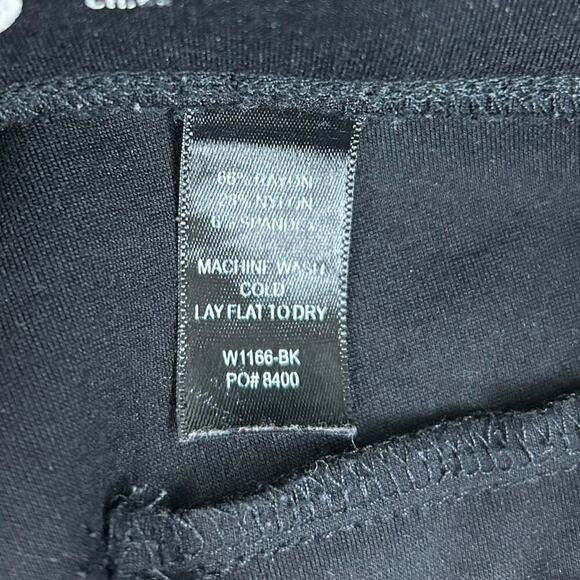 RAYON
NYLON
SPANDEX
MACHINE WASH
COLD
LAY FLAT TO DRY
W1166-BK
PO# 8400